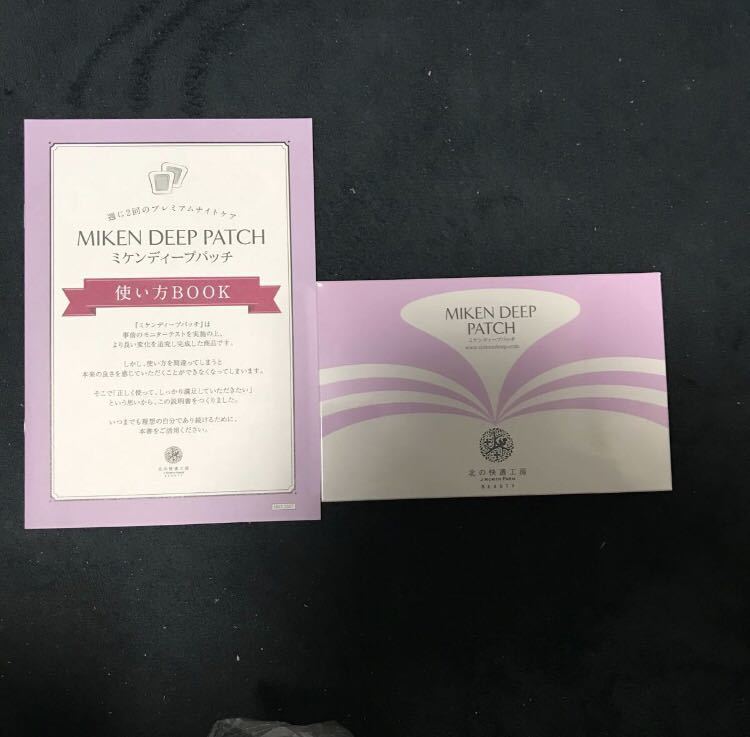 週に2回のプレミアムナイトケア
MIKEN DEEP PATCH
ミケンディープパッチ
使い方BOOK
『ミケンディープパッチ』は
事前のモニターテストを実施の上、
より良い変化を追求し完成した商品です。
しかし、使い方を間違ってしまうと
本来の良さを感じていただくことができなくなってしまいます。
そこで「正しく使って、しっかり満足していただきたい」
という思いから、この説明書をつくりました。
いつまでも理想の自分であり続けるために、
本書をご活用ください。
北の快適工房
J NORTH FARM
BEAUTY
MIKEN DEEP
PATCH
ミケンディープパッチ
北の快適工房
J NORTH FARM
BEAUTY